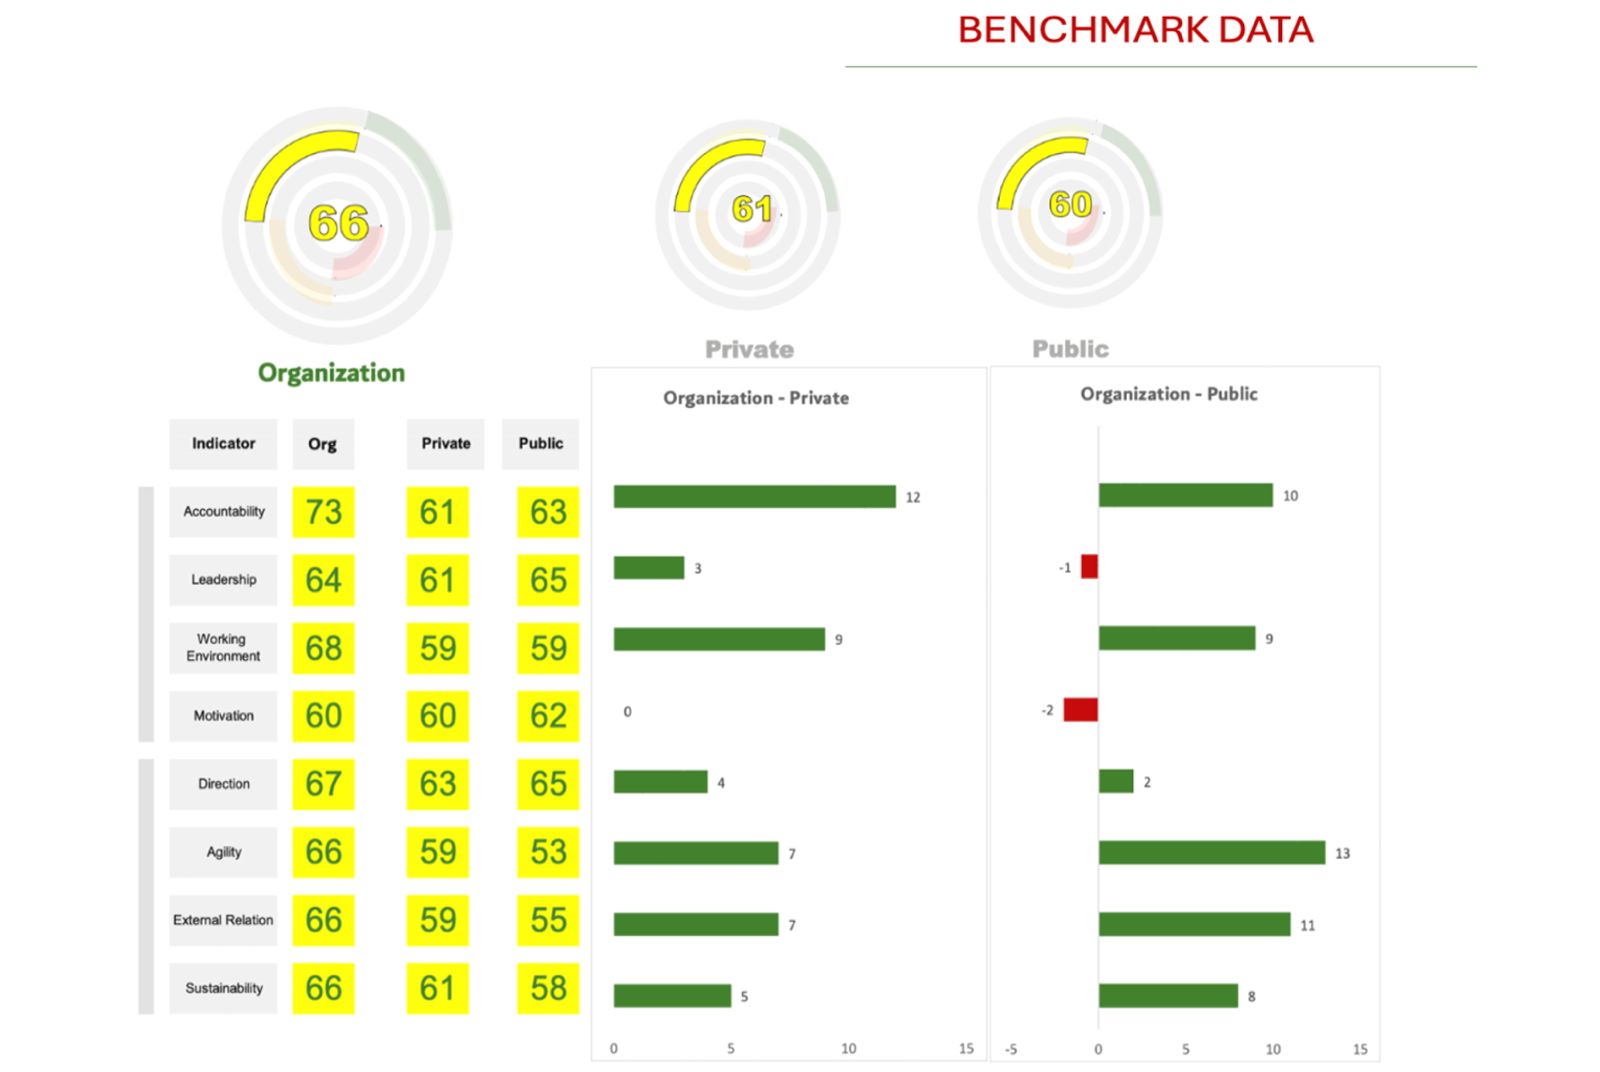 BENCHMARK DATA
66
61
60
Organization
Private
Public
Indicator Org Private Public
Accountability 73 61 63
Leadership 64 61 65
Working
Environment 68 59 59
Motivation 60 60 62
Direction 67 63 65
Agility 66 59 53
External Relation 66 59 55
Sustainability 66 61 58
Organization - Private
12
3
9
0
4
7
7
5
0 5 10 15
Organization - Public
10
-1
9
-2
2
13
11
8
-5 0 5 10 15